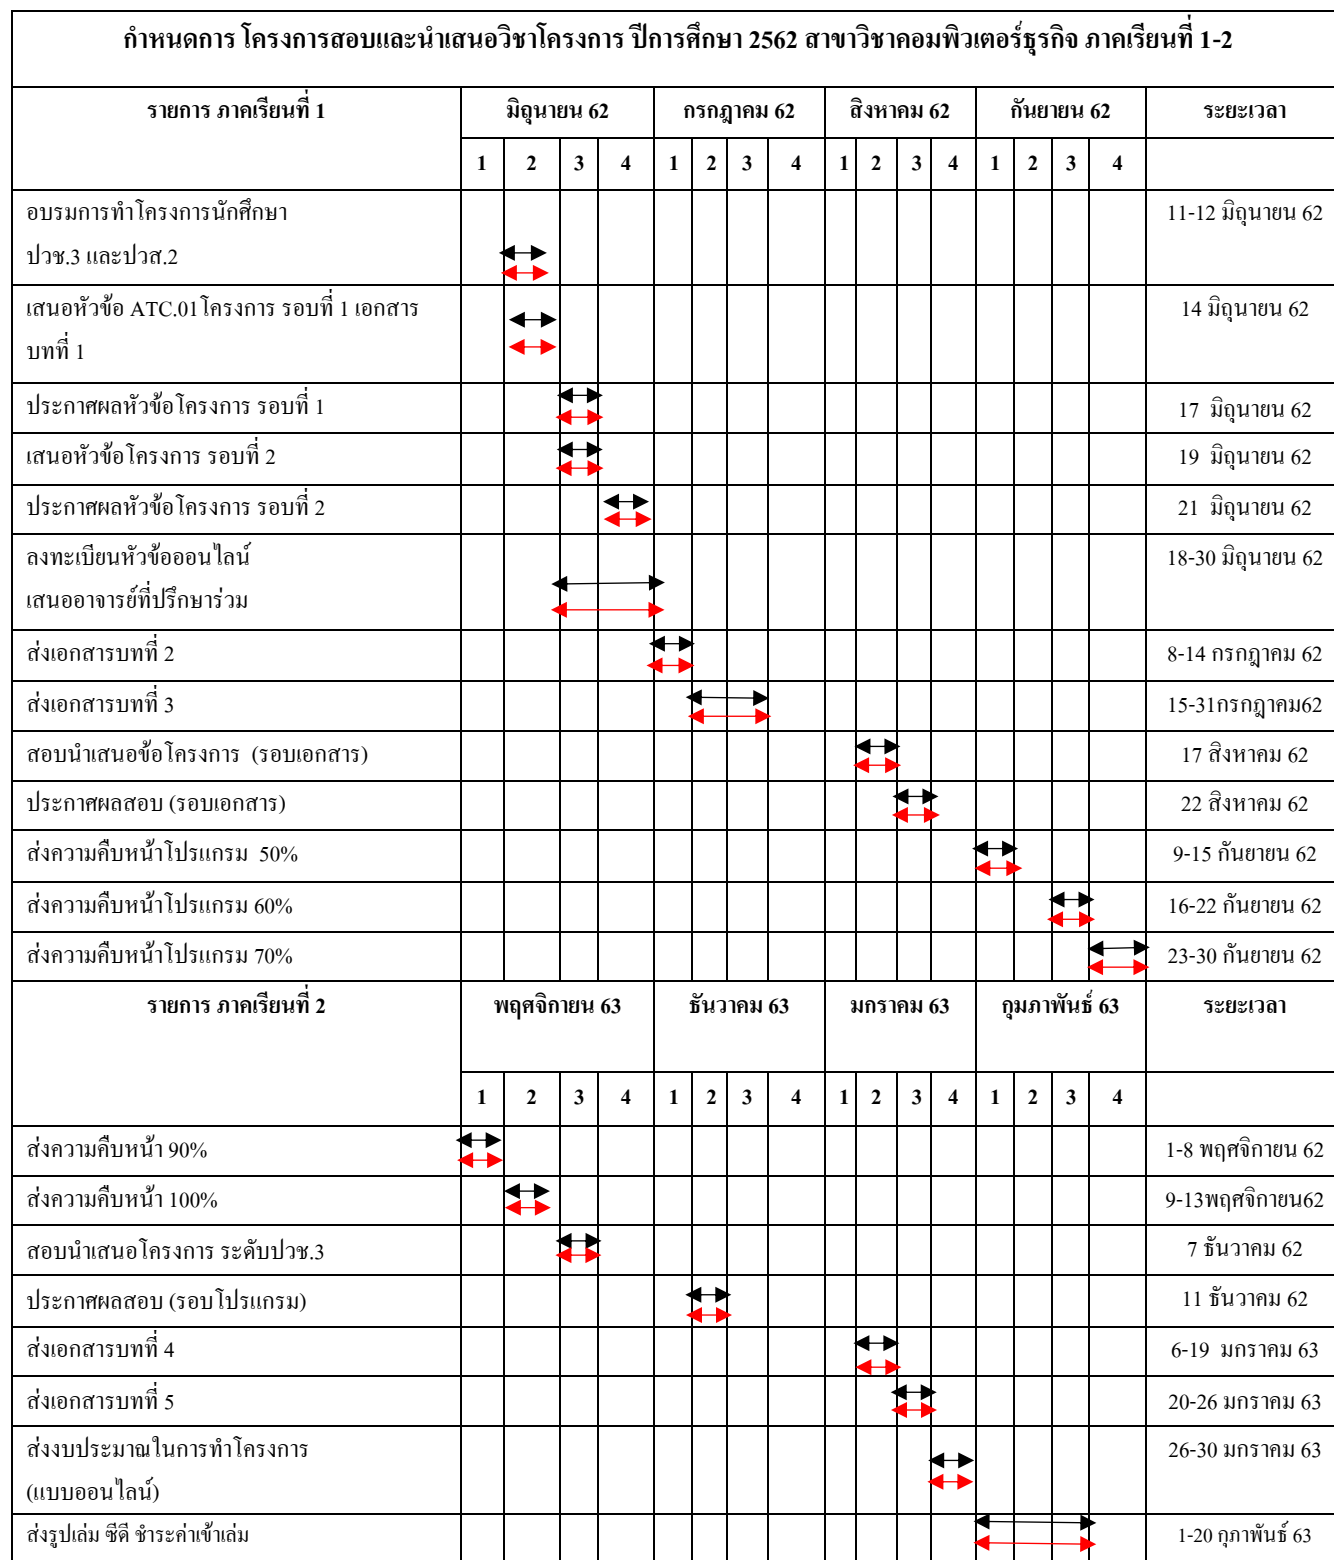 กำหนดการ โครงการสอบและนำเสนอวิชาโครงการ ปีการศึกษา 2562 สาขาวิชาคอมพิวเตอร์ธุรกิจ ภาคเรียนที่ 1-2
รายการ ภาคเรียนที่ 1 มิถุนายน 62 กรกฎาคม 62 สิงหาคม 62 กันยายน 62 ระยะเวลา
1 2 3 4 1 2 3 4 1 2 3 4 1 2 3 4
อบรมการทำโครงการนักศึกษา 11-12 มิถุนายน 62
ปวช.3 และปวส.2
เสนอหัวข้อ ATC.01โครงการ รอบที่ 1 เอกสาร 14 มิถุนายน 62
บทที่ 1
ประกาศผลหัวข้อโครงการ รอบที่ 1 17 มิถุนายน 62
เสนอหัวข้อโครงการ รอบที่ 2 19 มิถุนายน 62
ประกาศผลหัวข้อโครงการ รอบที่ 2 21 มิถุนายน 62
ลงทะเบียนหัวข้อออนไลน์ 18-30 มิถุนายน 62
เสนออาจารย์ที่ปรึกษาร่วม
ส่งเอกสารบทที่ 2 8-14 กรกฎาคม 62
ส่งเอกสารบทที่ 3 15-31กรกฎาคม62
สอบนำเสนอข้อโครงการ (รอบเอกสาร) 17 สิงหาคม 62
ประกาศผลสอบ (รอบเอกสาร) 22 สิงหาคม 62
ส่งความคืบหน้าโปรแกรม 50% 9-15 กันยายน 62
ส่งความคืบหน้าโปรแกรม 60% 16-22 กันยายน 62
ส่งความคืบหน้าโปรแกรม 70% 23-30 กันยายน 62
รายการ ภาคเรียนที่ 2 พฤศจิกายน 63 ธันวาคม 63 มกราคม 63 กุมภาพันธ์ 63 ระยะเวลา
1 2 3 4 1 2 3 4 1 2 3 4 1 2 3 4
ส่งความคืบหน้า 90% 1-8 พฤศจิกายน 62
ส่งความคืบหน้า 100% 9-13พฤศจิกายน62
สอบนำเสนอโครงการ ระดับปวช.3 7 ธันวาคม 62
ประกาศผลสอบ (รอบโปรแกรม) 11 ธันวาคม 62
ส่งเอกสารบทที่ 4 6-19 มกราคม 63
ส่งเอกสารบทที่ 5 20-26 มกราคม 63
ส่งงบประมาณในการทำโครงการ 26-30 มกราคม 63
(แบบออนไลน์)
ส่งรูปเล่ม ซีดี ชำระค่าเข้าเล่ม 1-20 กุภาพันธ์ 63